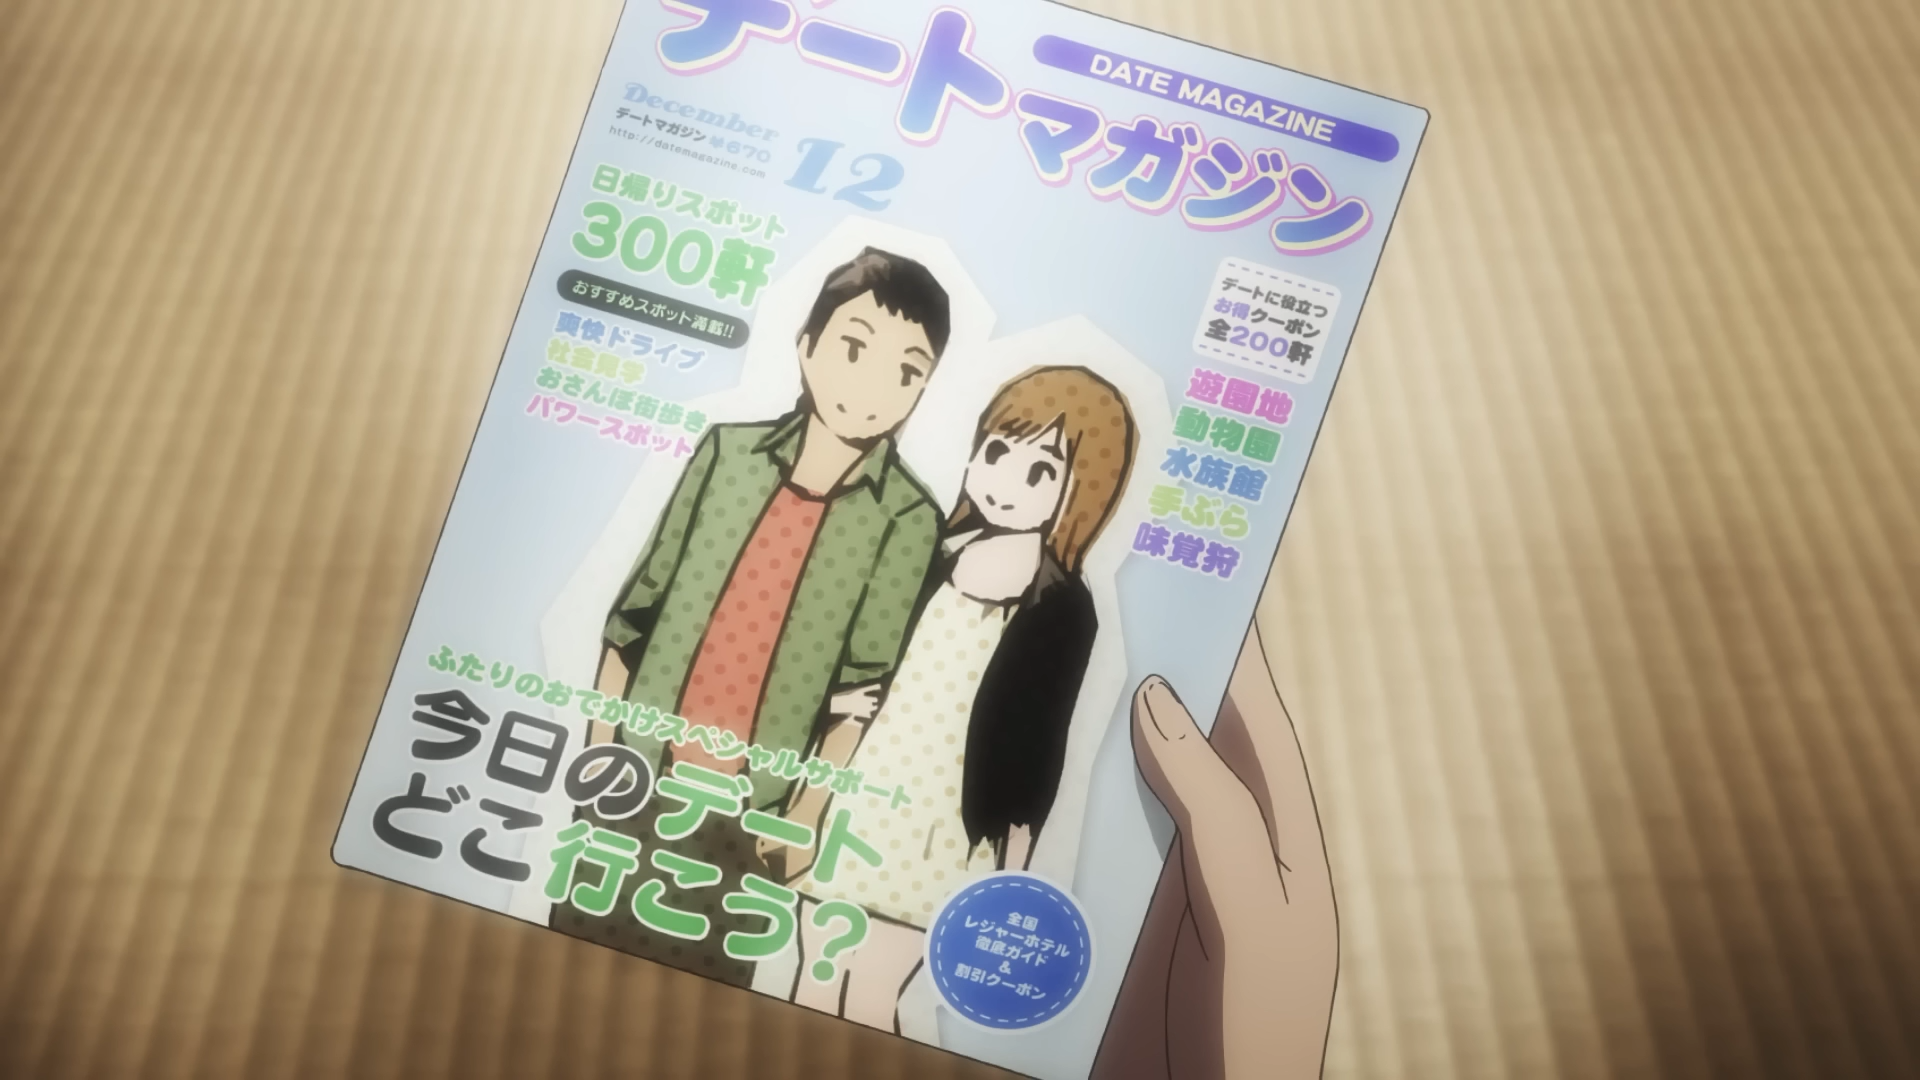 デートマガジン
DATE MAGAZINE
December
デートマガジン ¥670
http://datemagazine.com
12
日帰りスポット
300軒
おすすめスポット満載!!
爽快ドライブ
社会見学
おさんぽ街歩き
パワースポット
デートに役立つ
お得クーポン
全200軒
遊園地
動物園
水族館
手ぶら
味覚狩
ふたりのおでかけスペシャルサポート
今日のデート
どこ行こう?
全国
レジャーホテル
徹底ガイド
&
割引クーポン